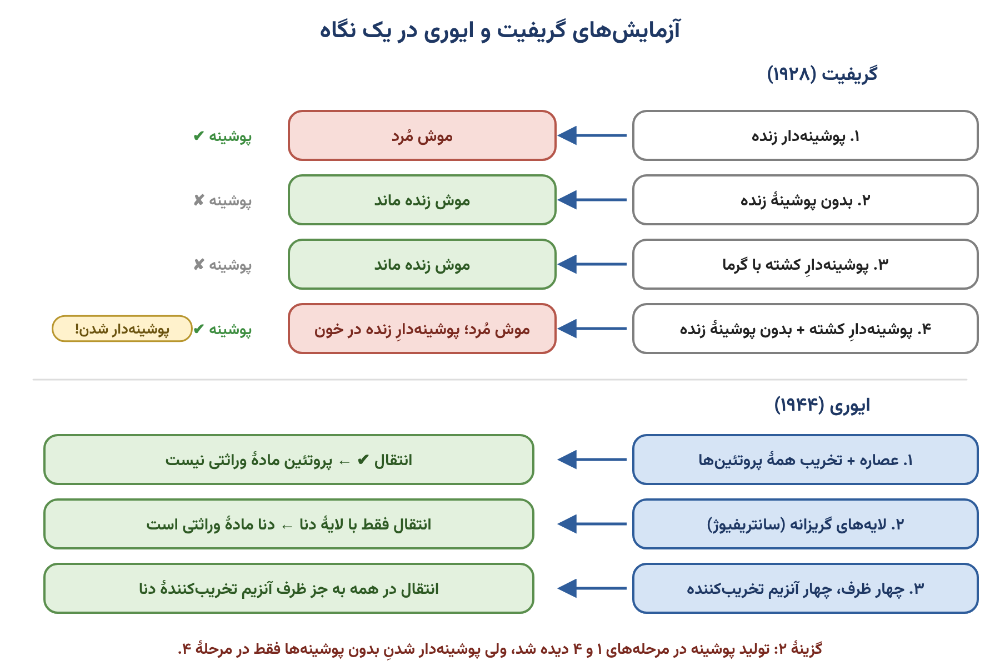 آزمایش‌های گریفیت و ایوری در یک نگاه
گریفیت (۱۹۲۸)
۱. پوشینه‌دار زنده
موش مُرد
پوشینه ✔
۲. بدون پوشینهٔ زنده
موش زنده ماند
پوشینه ✘
۳. پوشینه‌دارِ کشته با گرما
موش زنده ماند
پوشینه ✘
۴. پوشینه‌دارِ کشته + بدون پوشینهٔ زنده
موش مُرد؛ پوشینه‌دارِ زنده در خون
پوشینه ✔
پوشینه‌دار شدن!
ایوری (۱۹۴۴)
۱. عصاره + تخریب همهٔ پروتئین‌ها
انتقال ✔ ← پروتئین مادهٔ وراثتی نیست
۲. لایه‌های گریزانه (سانتریفیوژ)
انتقال فقط با لایهٔ دنا ← دنا مادهٔ وراثتی است
۳. چهار ظرف، چهار آنزیم تخریب‌کننده
انتقال در همه به جز ظرف آنزیم تخریب‌کنندهٔ دنا
گزینهٔ ۲: تولید پوشینه در مرحله‌های ۱ و ۴ دیده شد، ولی پوشینه‌دار شدنِ بدون پوشینه‌ها فقط در مرحلهٔ ۴.